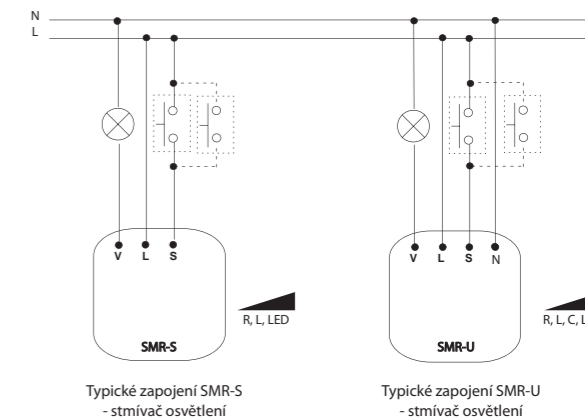 N
L
V L S
V L S N
R, L, LED
R, L, C, L
SMR-S
SMR-U
Typické zapojení SMR-S
- stmívač osvětlení
Typické zapojení SMR-U
- stmívač osvětlení